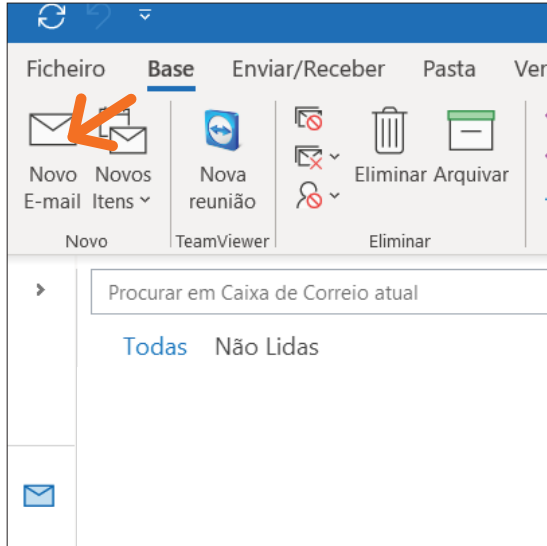 Ficheiro Base Enviar/Receber Pasta Ver
Novo E-mail
Novos Itens
Nova reunião
Eliminar Arquivar
Novo TeamViewer Eliminar
Procurar em Caixa de Correio atual
Todas Não Lidas